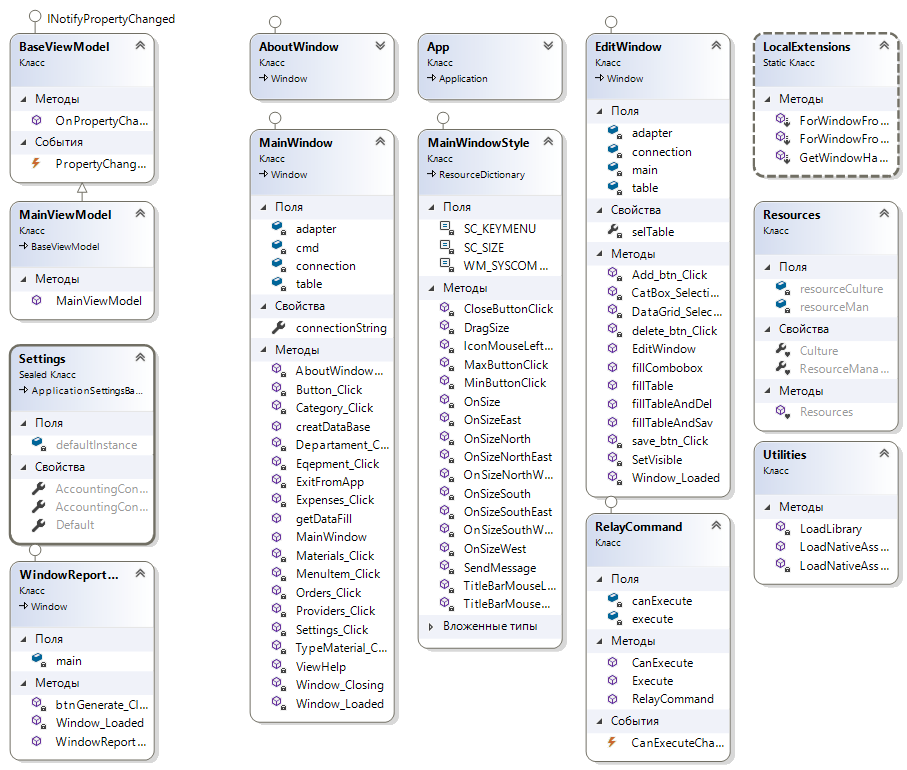 INotifyPropertyChanged
BaseViewModel
Класс
Методы
OnPropertyCha...
События
PropertyChang...
MainViewModel
Класс
BaseViewModel
Методы
MainViewModel
Settings
Sealed Класс
ApplicationSettingsBa...
Поля
defaultInstance
Свойства
AccountingCon...
AccountingCon...
Default
WindowReport...
Класс
Window
Поля
main
Методы
btnGenerate_Cl...
Window_Loaded
WindowReport...
AboutWindow
Класс
Window
MainWindow
Класс
Window
Поля
adapter
cmd
connection
table
Свойства
connectionString
Методы
AboutWindow...
Button_Click
Category_Click
creatDataBase
Departament_C...
Eqepment_Click
ExitFromApp
Expenses_Click
getDataFill
MainWindow
Materials_Click
MenuItem_Click
Orders_Click
Providers_Click
Settings_Click
TypeMaterial_C...
ViewHelp
Window_Closing
Window_Loaded
App
Класс
Application
MainWindowStyle
Класс
ResourceDictionary
Поля
SC_KEYMENU
SC_SIZE
WM_SYSCOM...
Методы
CloseButtonClick
DragSize
IconMouseLeft...
MaxButtonClick
MinButtonClick
OnSize
OnSizeEast
OnSizeNorth
OnSizeNorthEast
OnSizeNorthW...
OnSizeSouth
OnSizeSouthEast
OnSizeSouthW...
OnSizeWest
SendMessage
TitleBarMouseL...
TitleBarMouse...
Вложенные типы
EditWindow
Класс
Window
Поля
adapter
connection
main
table
Свойства
selTable
Методы
Add_btn_Click
CatBox_Selecti...
DataGrid_Selec...
delete_btn_Click
EditWindow
fillCombobox
fillTable
fillTableAndDel
fillTableAndSav
save_btn_Click
SetVisible
Window_Loaded
RelayCommand
Класс
Поля
canExecute
execute
Методы
CanExecute
Execute
RelayCommand
События
CanExecuteCha...
LocalExtensions
Static Класс
Методы
ForWindowFro...
ForWindowFro...
GetWindowHa...
Resources
Класс
Поля
resourceCulture
resourceMan
Свойства
Culture
ResourceMana...
Методы
Resources
Utilities
Класс
Методы
LoadLibrary
LoadNativeAss...
LoadNativeAss...